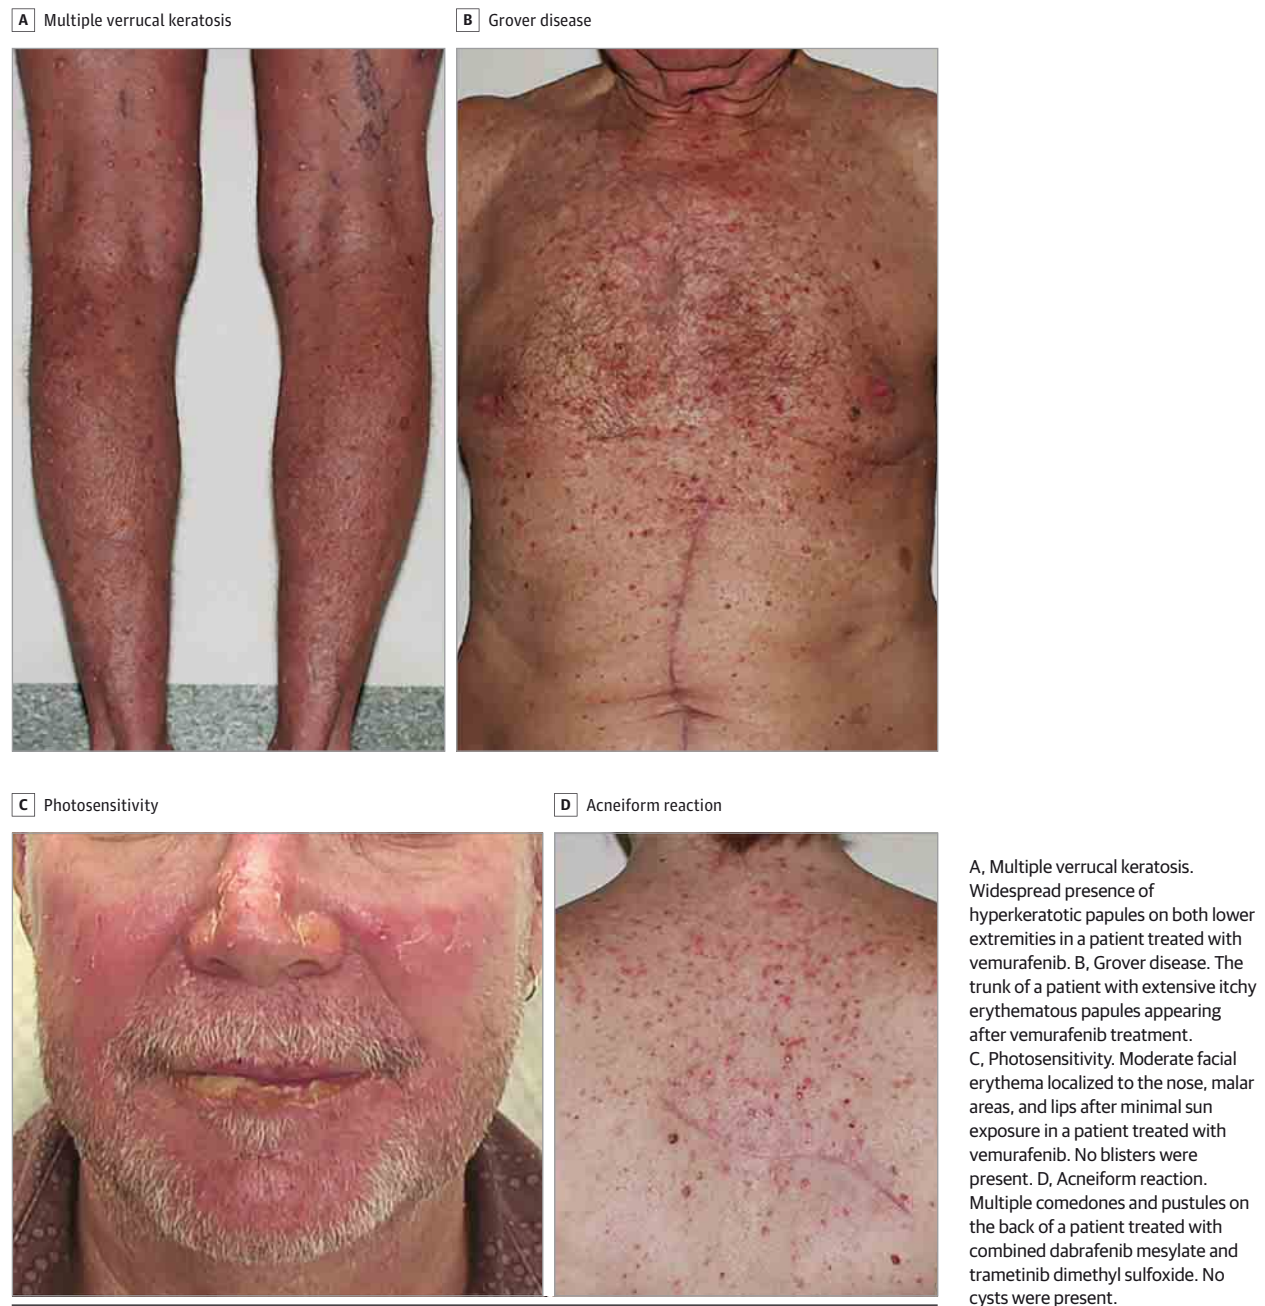 A Multiple verrucal keratosis
B Grover disease
C Photosensitivity
D Acneiform reaction
A, Multiple verrucal keratosis.
Widespread presence of
hyperkeratotic papules on both lower
extremities in a patient treated with
vemurafenib. B, Grover disease. The
trunk of a patient with extensive itchy
erythematous papules appearing
after vemurafenib treatment.
C, Photosensitivity. Moderate facial
erythema localized to the nose, malar
areas, and lips after minimal sun
exposure in a patient treated with
vemurafenib. No blisters were
present. D, Acneiform reaction.
Multiple comedones and pustules on
the back of a patient treated with
combined dabrafenib mesylate and
trametinib dimethyl sulfoxide. No
cysts were present.